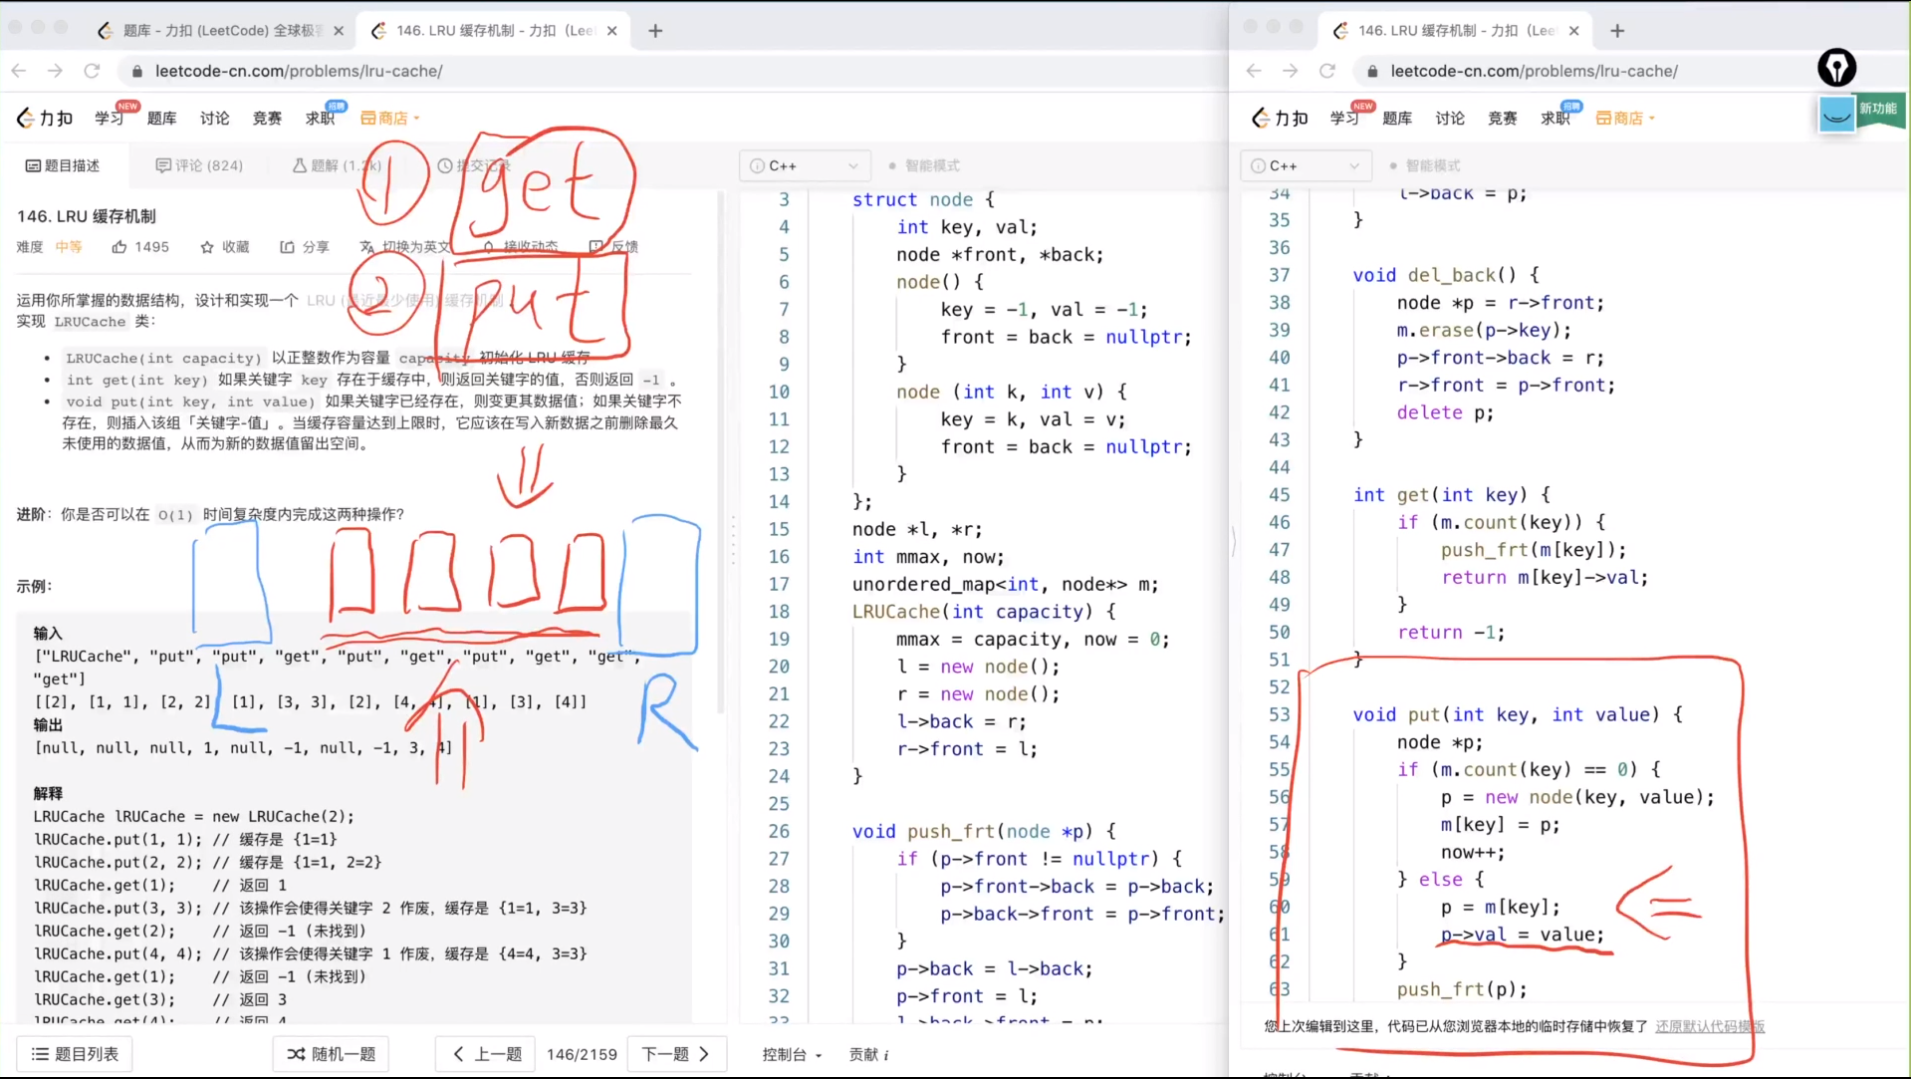 题库 - 力扣 (LeetCode) 全球极客
146. LRU 缓存机制 - 力扣 (Lee
leetcode-cn.com/problems/lru-cache/
力扣 学习 NEW 题库 讨论 竞赛 求职 招聘 商店
题目描述 评论 (824) 题解 (1.2k) 提交记录
① get
146. LRU 缓存机制
难度 中等 1495 收藏 分享 切换为英文 接收动态 反馈
② put
运用你所掌握的数据结构，设计和实现一个 LRU (最近最少使用) 缓存机制 。
实现 LRUCache 类：
LRUCache(int capacity) 以正整数作为容量 capacity 初始化 LRU 缓存
int get(int key) 如果关键字 key 存在于缓存中，则返回关键字的值，否则返回 -1 。
void put(int key, int value) 如果关键字已经存在，则变更其数据值；如果关键字不
存在，则插入该组「关键字-值」。当缓存容量达到上限时，它应该在写入新数据之前删除最久
未使用的数据值，从而为新的数据值留出空间。
进阶：你是否可以在 O(1) 时间复杂度内完成这两种操作？
示例：
输入
["LRUCache", "put", "put", "get", "put", "get", "put", "get", "get",
"get"]
[[2], [1, 1], [2, 2], [1], [3, 3], [2], [4, 4], [1], [3], [4]]
L R
输出
[null, null, null, 1, null, -1, null, -1, 3, 4]
解释
LRUCache lRUCache = new LRUCache(2);
lRUCache.put(1, 1); // 缓存是 {1=1}
lRUCache.put(2, 2); // 缓存是 {1=1, 2=2}
lRUCache.get(1); // 返回 1
lRUCache.put(3, 3); // 该操作会使得关键字 2 作废，缓存是 {1=1, 3=3}
lRUCache.get(2); // 返回 -1 (未找到)
lRUCache.put(4, 4); // 该操作会使得关键字 1 作废，缓存是 {4=4, 3=3}
lRUCache.get(1); // 返回 -1 (未找到)
lRUCache.get(3); // 返回 3
lRUCache.get(4); // 返回 4
题目列表 随机一题 上一题 146/2159 下一题 控制台 贡献 i
C++ 智能模式
3 struct node {
4 int key, val;
5 node *front, *back;
6 node() {
7 key = -1, val = -1;
8 front = back = nullptr;
9 }
10 node (int k, int v) {
11 key = k, val = v;
12 front = back = nullptr;
13 }
14 };
15 node *l, *r;
16 int mmax, now;
17 unordered_map<int, node*> m;
18 LRUCache(int capacity) {
19 mmax = capacity, now = 0;
20 l = new node();
21 r = new node();
22 l->back = r;
23 r->front = l;
24 }
25
26 void push_frt(node *p) {
27 if (p->front != nullptr) {
28 p->front->back = p->back;
29 p->back->front = p->front;
30 }
31 p->back = l->back;
32 p->front = l;
33 l->back->front = p;
146. LRU 缓存机制 - 力扣 (Lee
leetcode-cn.com/problems/lru-cache/
新功能
力扣 学习 NEW 题库 讨论 竞赛 求职 招聘 商店
C++ 智能模式
34 l->back = p;
35 }
36
37 void del_back() {
38 node *p = r->front;
39 m.erase(p->key);
40 p->front->back = r;
41 r->front = p->front;
42 delete p;
43 }
44
45 int get(int key) {
46 if (m.count(key)) {
47 push_frt(m[key]);
48 return m[key]->val;
49 }
50 return -1;
51 }
52
53 void put(int key, int value) {
54 node *p;
55 if (m.count(key) == 0) {
56 p = new node(key, value);
57 m[key] = p;
58 now++;
59 } else {
60 p = m[key];
61 p->val = value;
62 }
63 push_frt(p);
您上次编辑到这里，代码已从您浏览器本地的临时存储中恢复了 还原默认代码模版